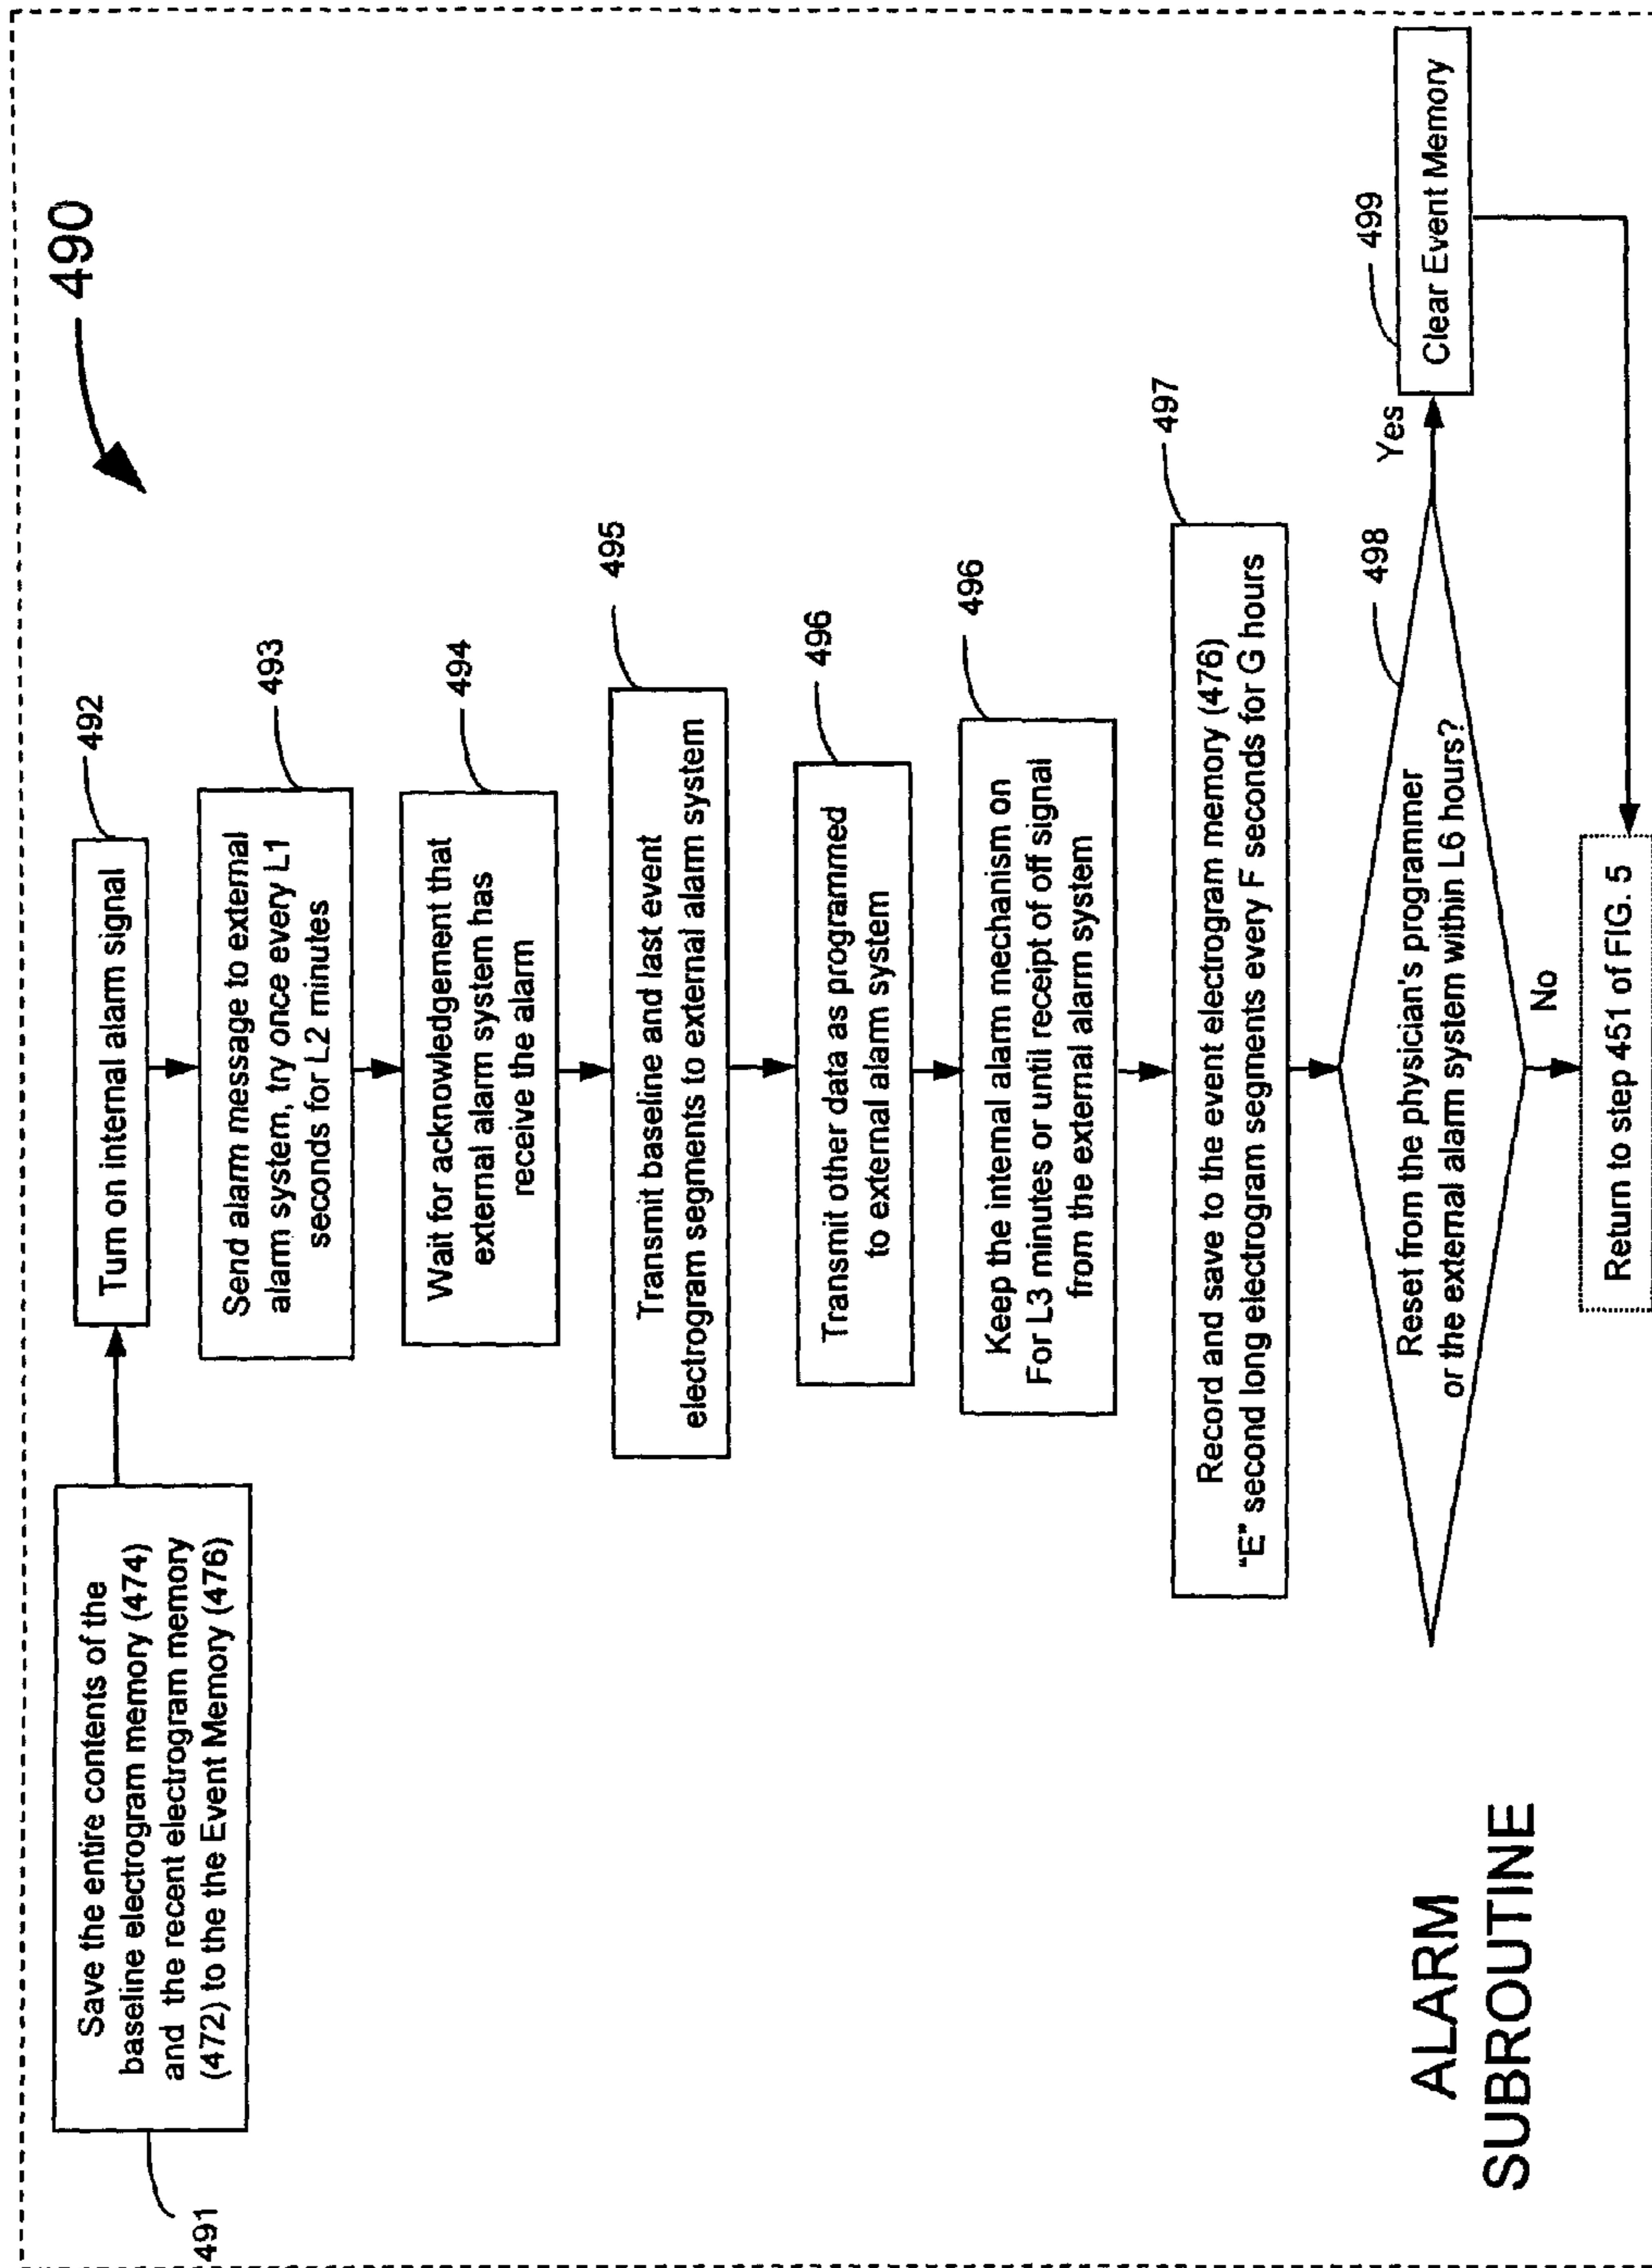 490
Save the entire contents of the
baseline electrogram memory (474)
and the recent electrogram memory
(472) to the the Event Memory (476)
491
Turn on internal alarm signal
492
Send alarm message to external
alarm system, try once every L1
seconds for L2 minutes
493
Wait for acknowledgement that
external alarm system has
receive the alarm
494
Transmit baseline and last event
electrogram segments to external alarm system
495
Transmit other data as programmed
to external alarm system
496
Keep the internal alarm mechanism on
For L3 minutes or until receipt of off signal
from the external alarm system
496
Record and save to the event electrogram memory (476)
“E” second long electrogram segments every F seconds for G hours
497
Reset from the physician's programmer
or the external alarm system within L6 hours?
498
Yes
Clear Event Memory
499
No
Return to step 451 of FIG. 5
ALARM
SUBROUTINE